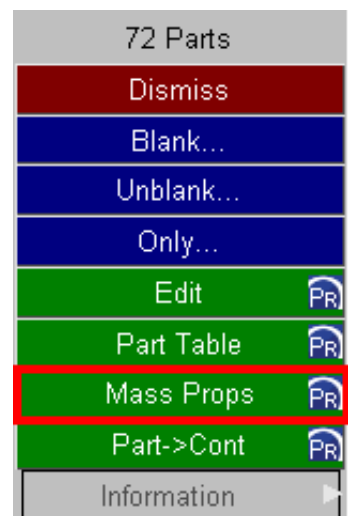 72 Parts
Dismiss
Blank...
Unblank...
Only...
Edit PR
Part Table PR
Mass Props PR
Part->Cont PR
Information